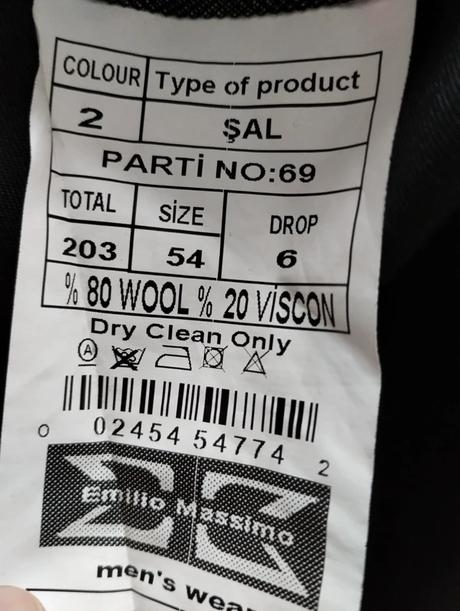 COLOUR Type of product
2 ŞAL
PARTİ NO:69
TOTAL SİZE DROP
203 54 6
% 80 WOOL % 20 VİSCON
Dry Clean Only
A
0 02454 54774 2
Emilio Massimo
men's wear